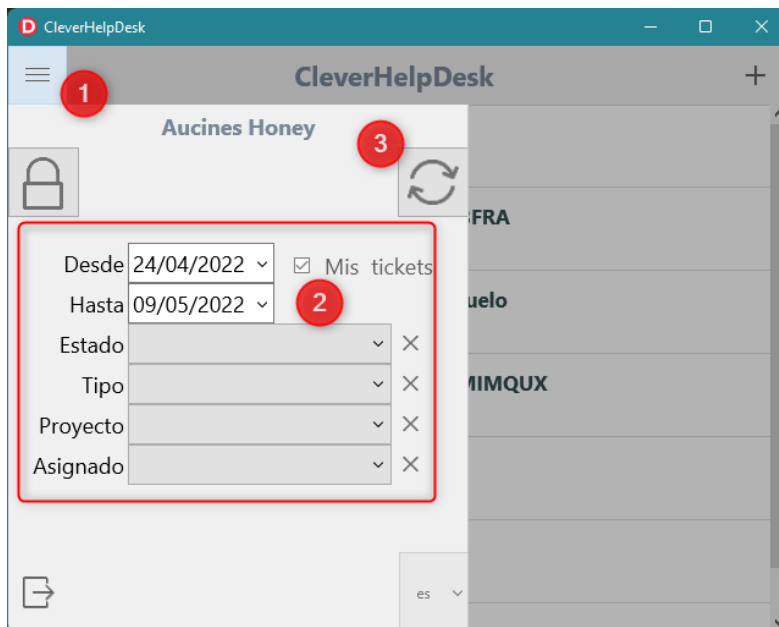 CleverHelpDesk
CleverHelpDesk
1
Aucines Honey
3
FRA
Desde 24/04/2022 Mis tickets
Hasta 09/05/2022 2
uelo
Estado
Tipo
MIMQUX
Proyecto
Asignado
es